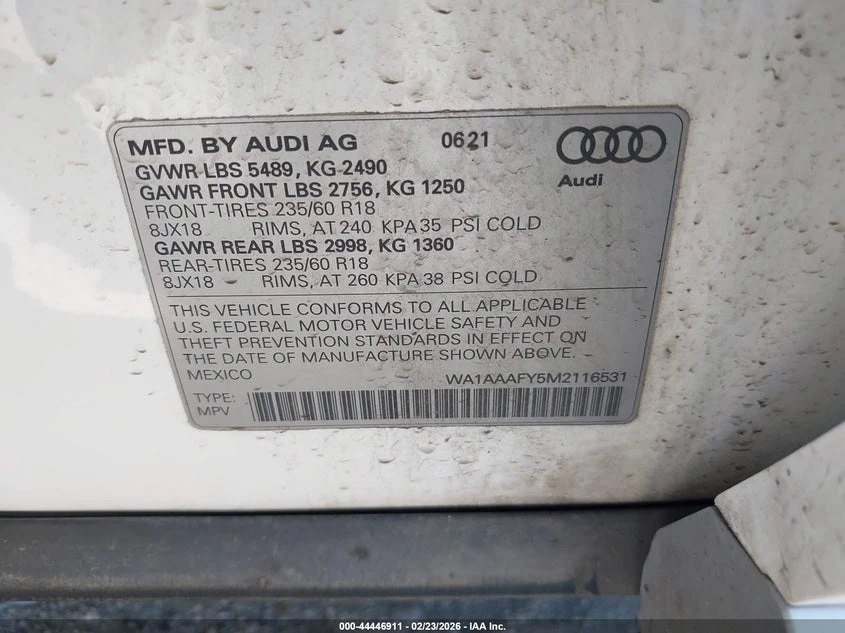 MFD. BY AUDI AG 0621
GVWR LBS 5489, KG 2490
GAWR FRONT LBS 2756, KG 1250
Audi
FRONT-TIRES 235/60 R18
8JX18 RIMS, AT 240 KPA 35 PSI COLD
GAWR REAR LBS 2998, KG 1360
REAR-TIRES 235/60 R18
8JX18 RIMS, AT 260 KPA 38 PSI COLD
THIS VEHICLE CONFORMS TO ALL APPLICABLE
U.S. FEDERAL MOTOR VEHICLE SAFETY AND
THEFT PREVENTION STANDARDS IN EFFECT ON
THE DATE OF MANUFACTURE SHOWN ABOVE.
MEXICO WA1AAAFY5M2116531
TYPE:
MPV
000-44446911 - 02/23/2026 - IAA Inc.